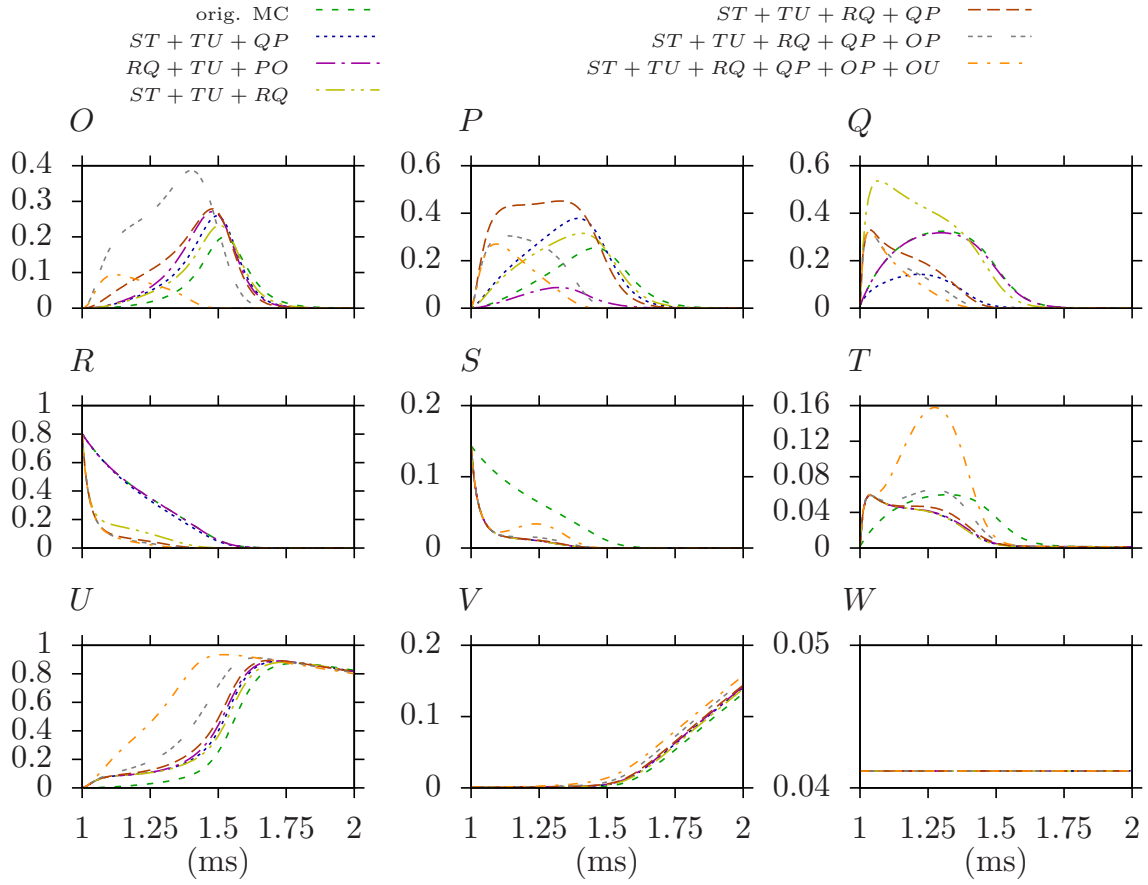 orig. MC
ST + TU + QP
RQ + TU + PO
ST + TU + RQ
ST + TU + RQ + QP
ST + TU + RQ + QP + OP
ST + TU + RQ + QP + OP + OU
O P Q
0.4 0.6 0.6
0.3
0.4 0.4
0.2
0.2 0.2
0.1
0 0 0
R S T
1 0.2 0.16
0.8 0.12
0.6
0.1 0.08
0.4
0.2 0.04
0 0 0
U V W
1 0.2 0.05
0.8
0.6
0.1
0.4
0.2
0 0 0.04
1 1.25 1.5 1.75 2 1 1.25 1.5 1.75 2 1 1.25 1.5 1.75 2
(ms) (ms) (ms)